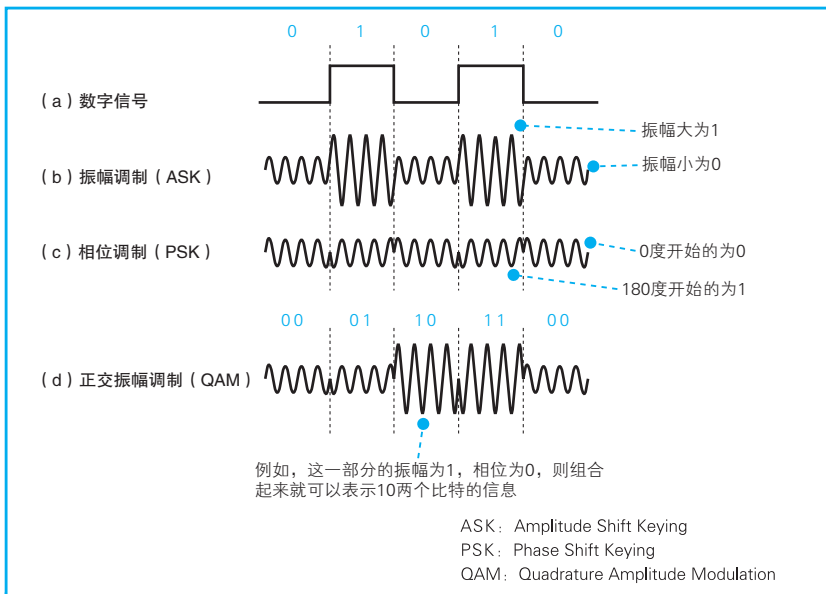 0 1 0 1 0
(a)数字信号
振幅大为1
(b)振幅调制(ASK)
振幅小为0
(c)相位调制(PSK)
0度开始的为0
180度开始的为1
00 01 10 11 00
(d)正交振幅调制(QAM)
例如，这一部分的振幅为1，相位为0，则组合
起来就可以表示10两个比特的信息
ASK：Amplitude Shift Keying
PSK：Phase Shift Keying
QAM：Quadrature Amplitude Modulation